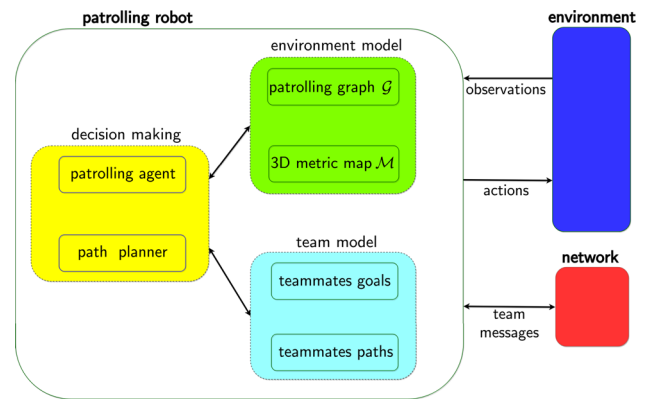 patrolling robot
environment
environment model
patrolling graph 𝒢
3D metric map ℳ
decision making
patrolling agent
path planner
team model
teammates goals
teammates paths
observations
actions
network
team
messages